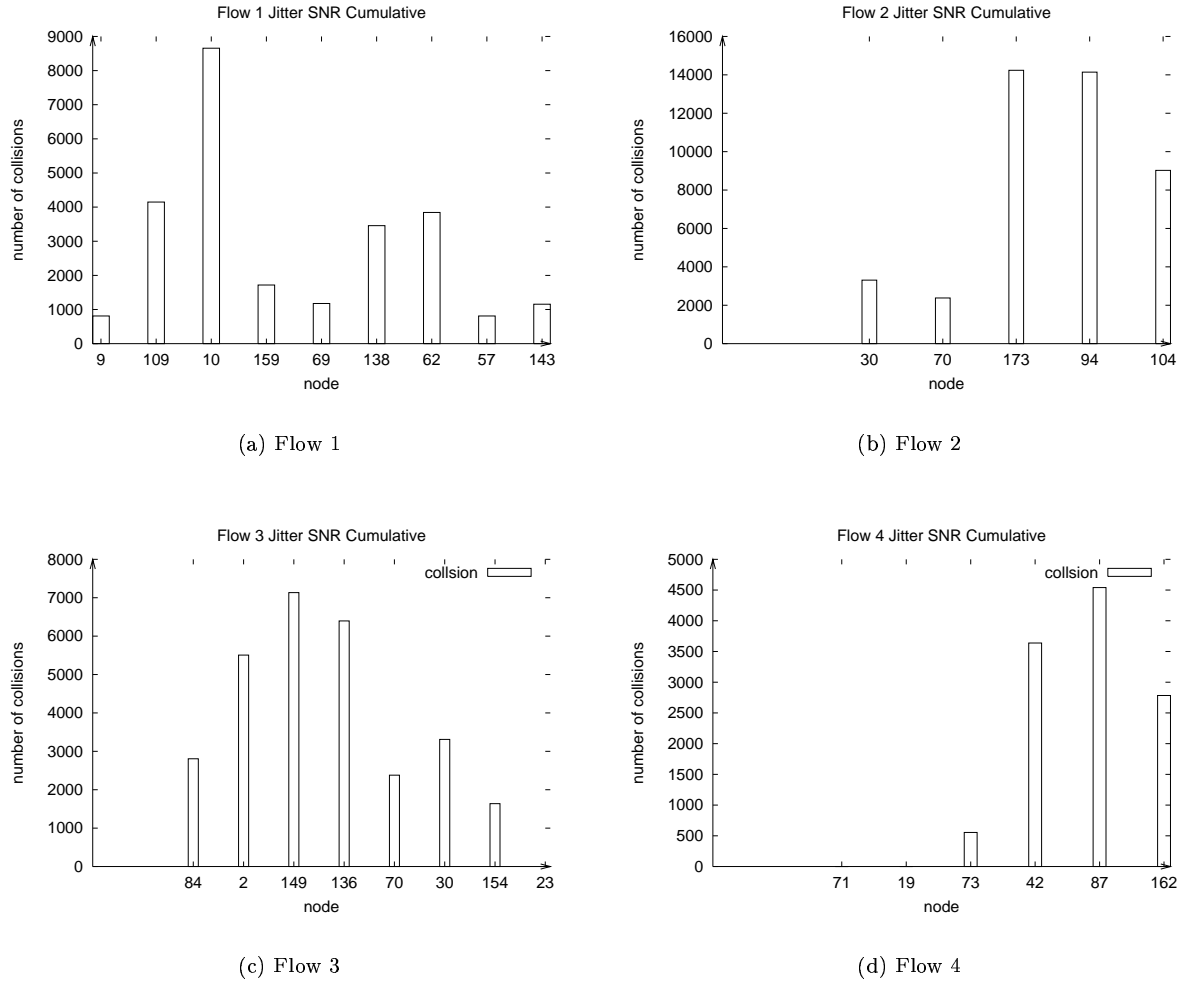 Flow 1 Jitter SNR Cumulative
9000
8000
7000
6000
5000
4000
3000
2000
1000
0
number of collisions
9 109 10 159 69 138 62 57 143
node
(a) Flow 1
Flow 2 Jitter SNR Cumulative
16000
14000
12000
10000
8000
6000
4000
2000
0
number of collisions
30 70 173 94 104
node
(b) Flow 2
Flow 3 Jitter SNR Cumulative
collsion
8000
7000
6000
5000
4000
3000
2000
1000
0
number of collisions
84 2 149 136 70 30 154 23
node
(c) Flow 3
Flow 4 Jitter SNR Cumulative
collsion
5000
4500
4000
3500
3000
2500
2000
1500
1000
500
0
number of collisions
71 19 73 42 87 162
node
(d) Flow 4